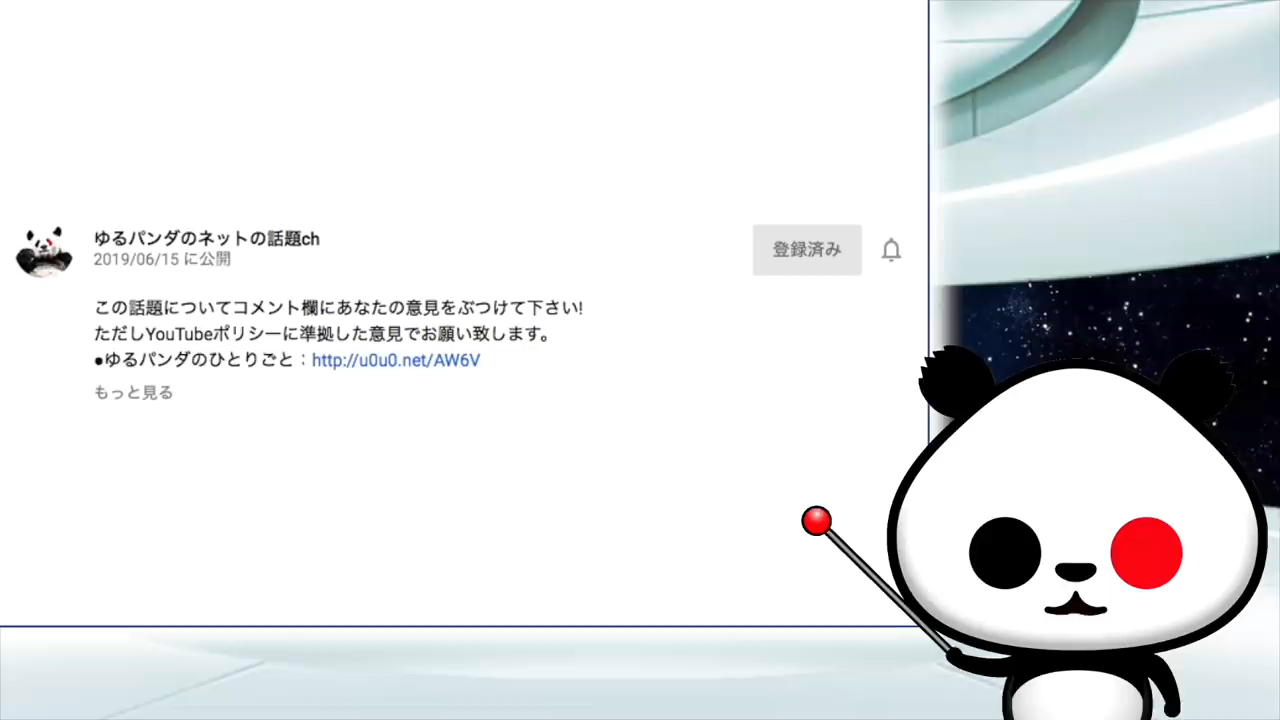 ゆるパンダのネットの話題ch
2019/06/15 に公開
登録済み
この話題についてコメント欄にあなたの意見をぶつけて下さい!
ただしYouTubeポリシーに準拠した意見でお願い致します。
●ゆるパンダのひとりごと：http://u0u0.net/AW6V
もっと見る